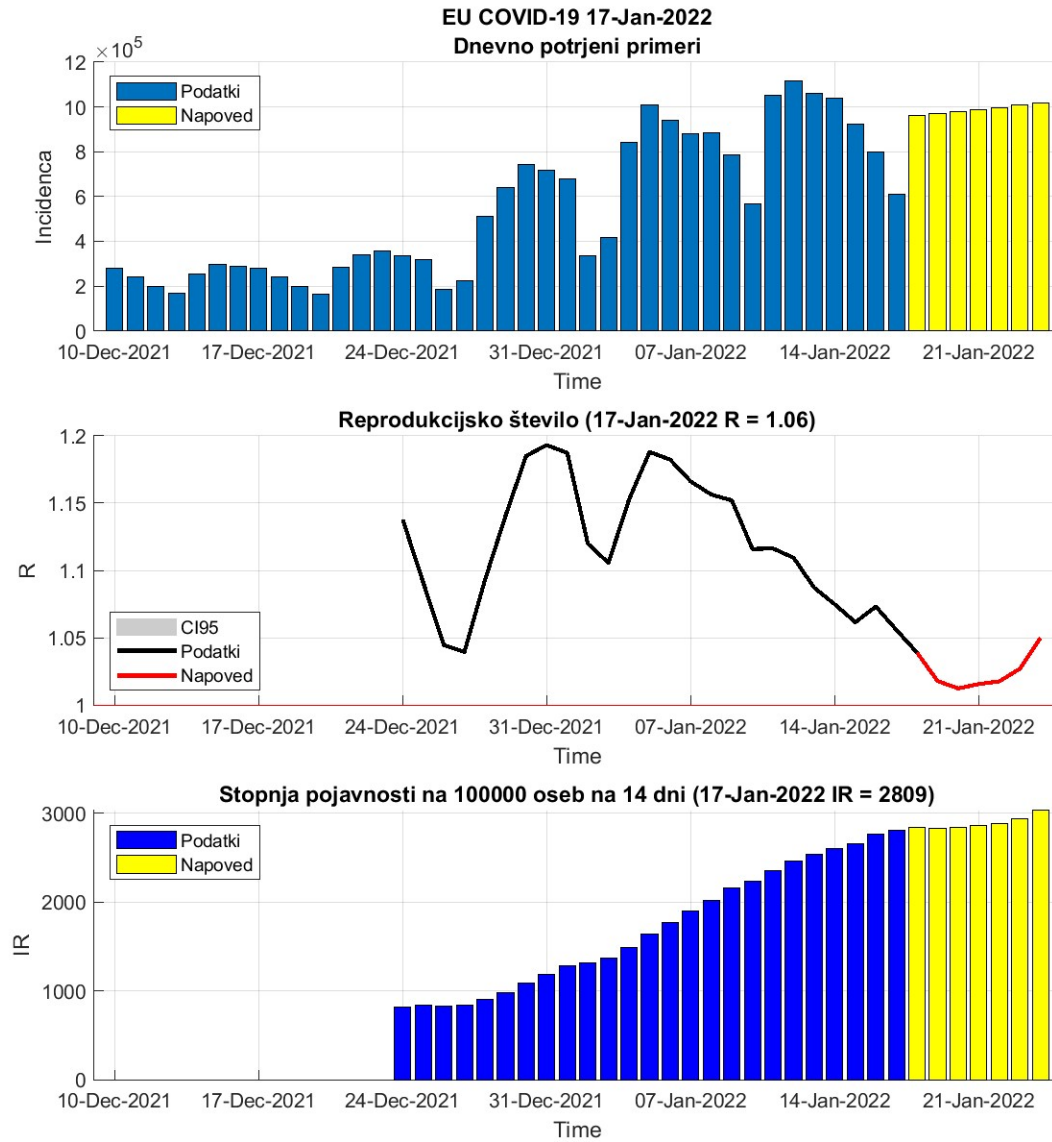 EU COVID-19 17-Jan-2022
Dnevno potrjeni primeri
×10^5
12
10
8
6
4
2
0
Incidenca
Podatki
Napoved
10-Dec-2021 17-Dec-2021 24-Dec-2021 31-Dec-2021 07-Jan-2022 14-Jan-2022 21-Jan-2022
Time
Reprodukcijsko število (17-Jan-2022 R = 1.06)
1.2
1.15
1.1
1.05
1
R
CI95
Podatki
Napoved
10-Dec-2021 17-Dec-2021 24-Dec-2021 31-Dec-2021 07-Jan-2022 14-Jan-2022 21-Jan-2022
Time
Stopnja pojavnosti na 100000 oseb na 14 dni (17-Jan-2022 IR = 2809)
3000
2000
1000
0
IR
Podatki
Napoved
10-Dec-2021 17-Dec-2021 24-Dec-2021 31-Dec-2021 07-Jan-2022 14-Jan-2022 21-Jan-2022
Time